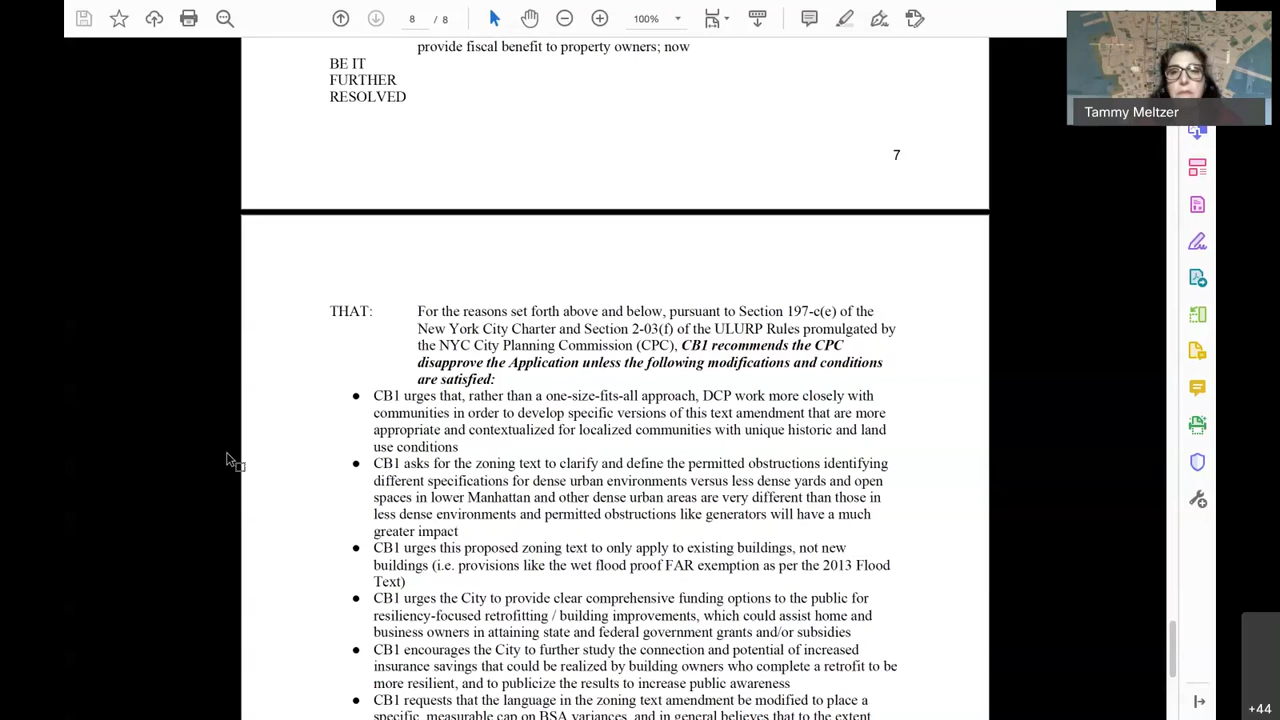 8 / 8
100%
provide fiscal benefit to property owners; now
BE IT
FURTHER
RESOLVED
7
Tammy Meltzer
THAT: For the reasons set forth above and below, pursuant to Section 197-c(e) of the
New York City Charter and Section 2-03(f) of the ULURP Rules promulgated by
the NYC City Planning Commission (CPC), CB1 recommends the CPC
disapprove the Application unless the following modifications and conditions
are satisfied:
● CB1 urges that, rather than a one-size-fits-all approach, DCP work more closely with
communities in order to develop specific versions of this text amendment that are more
appropriate and contextualized for localized communities with unique historic and land
use conditions
● CB1 asks for the zoning text to clarify and define the permitted obstructions identifying
different specifications for dense urban environments versus less dense yards and open
spaces in lower Manhattan and other dense urban areas are very different than those in
less dense environments and permitted obstructions like generators will have a much
greater impact
● CB1 urges this proposed zoning text to only apply to existing buildings, not new
buildings (i.e. provisions like the wet flood proof FAR exemption as per the 2013 Flood
Text)
● CB1 urges the City to provide clear comprehensive funding options to the public for
resiliency-focused retrofitting / building improvements, which could assist home and
business owners in attaining state and federal government grants and/or subsidies
● CB1 encourages the City to further study the connection and potential of increased
insurance savings that could be realized by building owners who complete a retrofit to be
more resilient, and to publicize the results to increase public awareness
● CB1 requests that the language in the zoning text amendment be modified to place a
specific, measurable cap on BSA variances, and in general believes that to the extent
+44